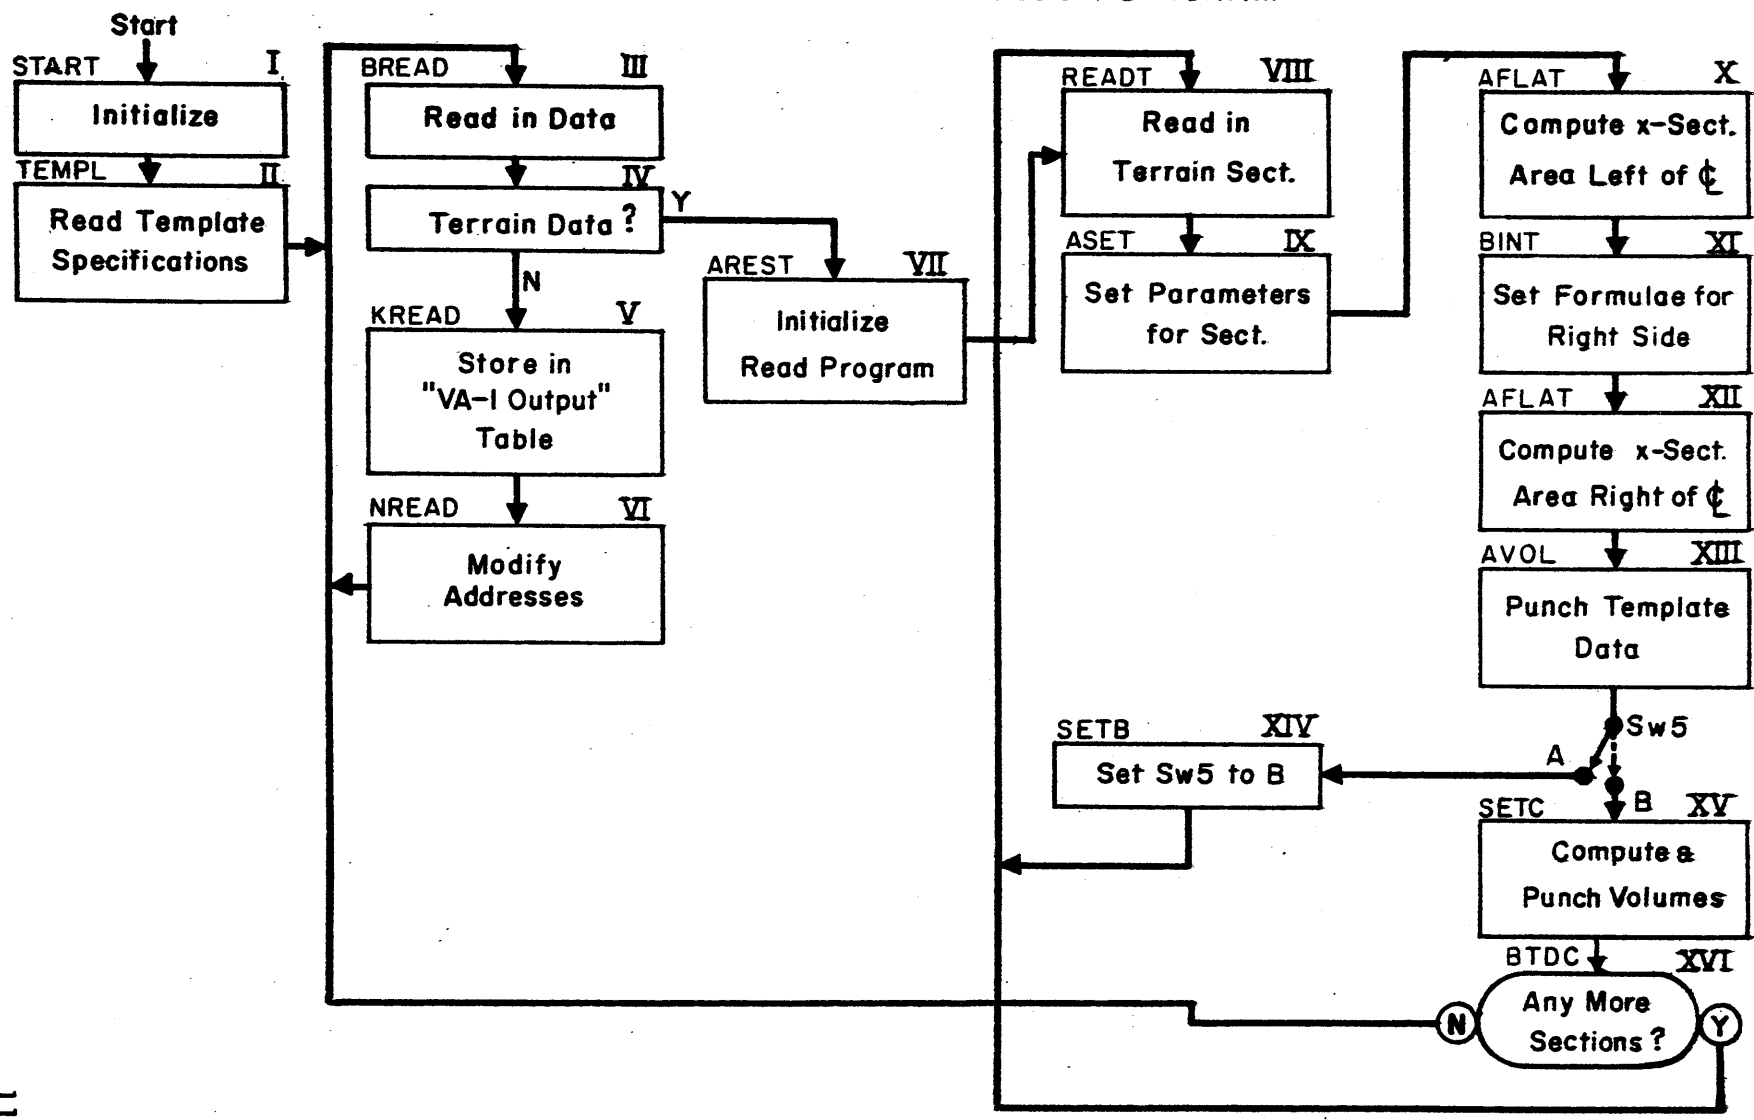 Start
START I
Initialize
TEMPL II
Read Template
Specifications
BREAD III
Read in Data
IV
Terrain Data ?
Y
N
KREAD V
Store in
"VA-1 Output"
Table
NREAD VI
Modify
Addresses
AREST VII
Initialize
Read Program
READT VIII
Read in
Terrain Sect.
ASET IX
Set Parameters
for Sect.
AFLAT X
Compute x-Sect.
Area Left of ℄
BINT XI
Set Formulae for
Right Side
AFLAT XII
Compute x-Sect.
Area Right of ℄
AVOL XIII
Punch Template
Data
Sw5
A
B
SETB XIV
Set Sw5 to B
SETC XV
Compute &
Punch Volumes
BTDC XVI
Any More
Sections ?
N
Y